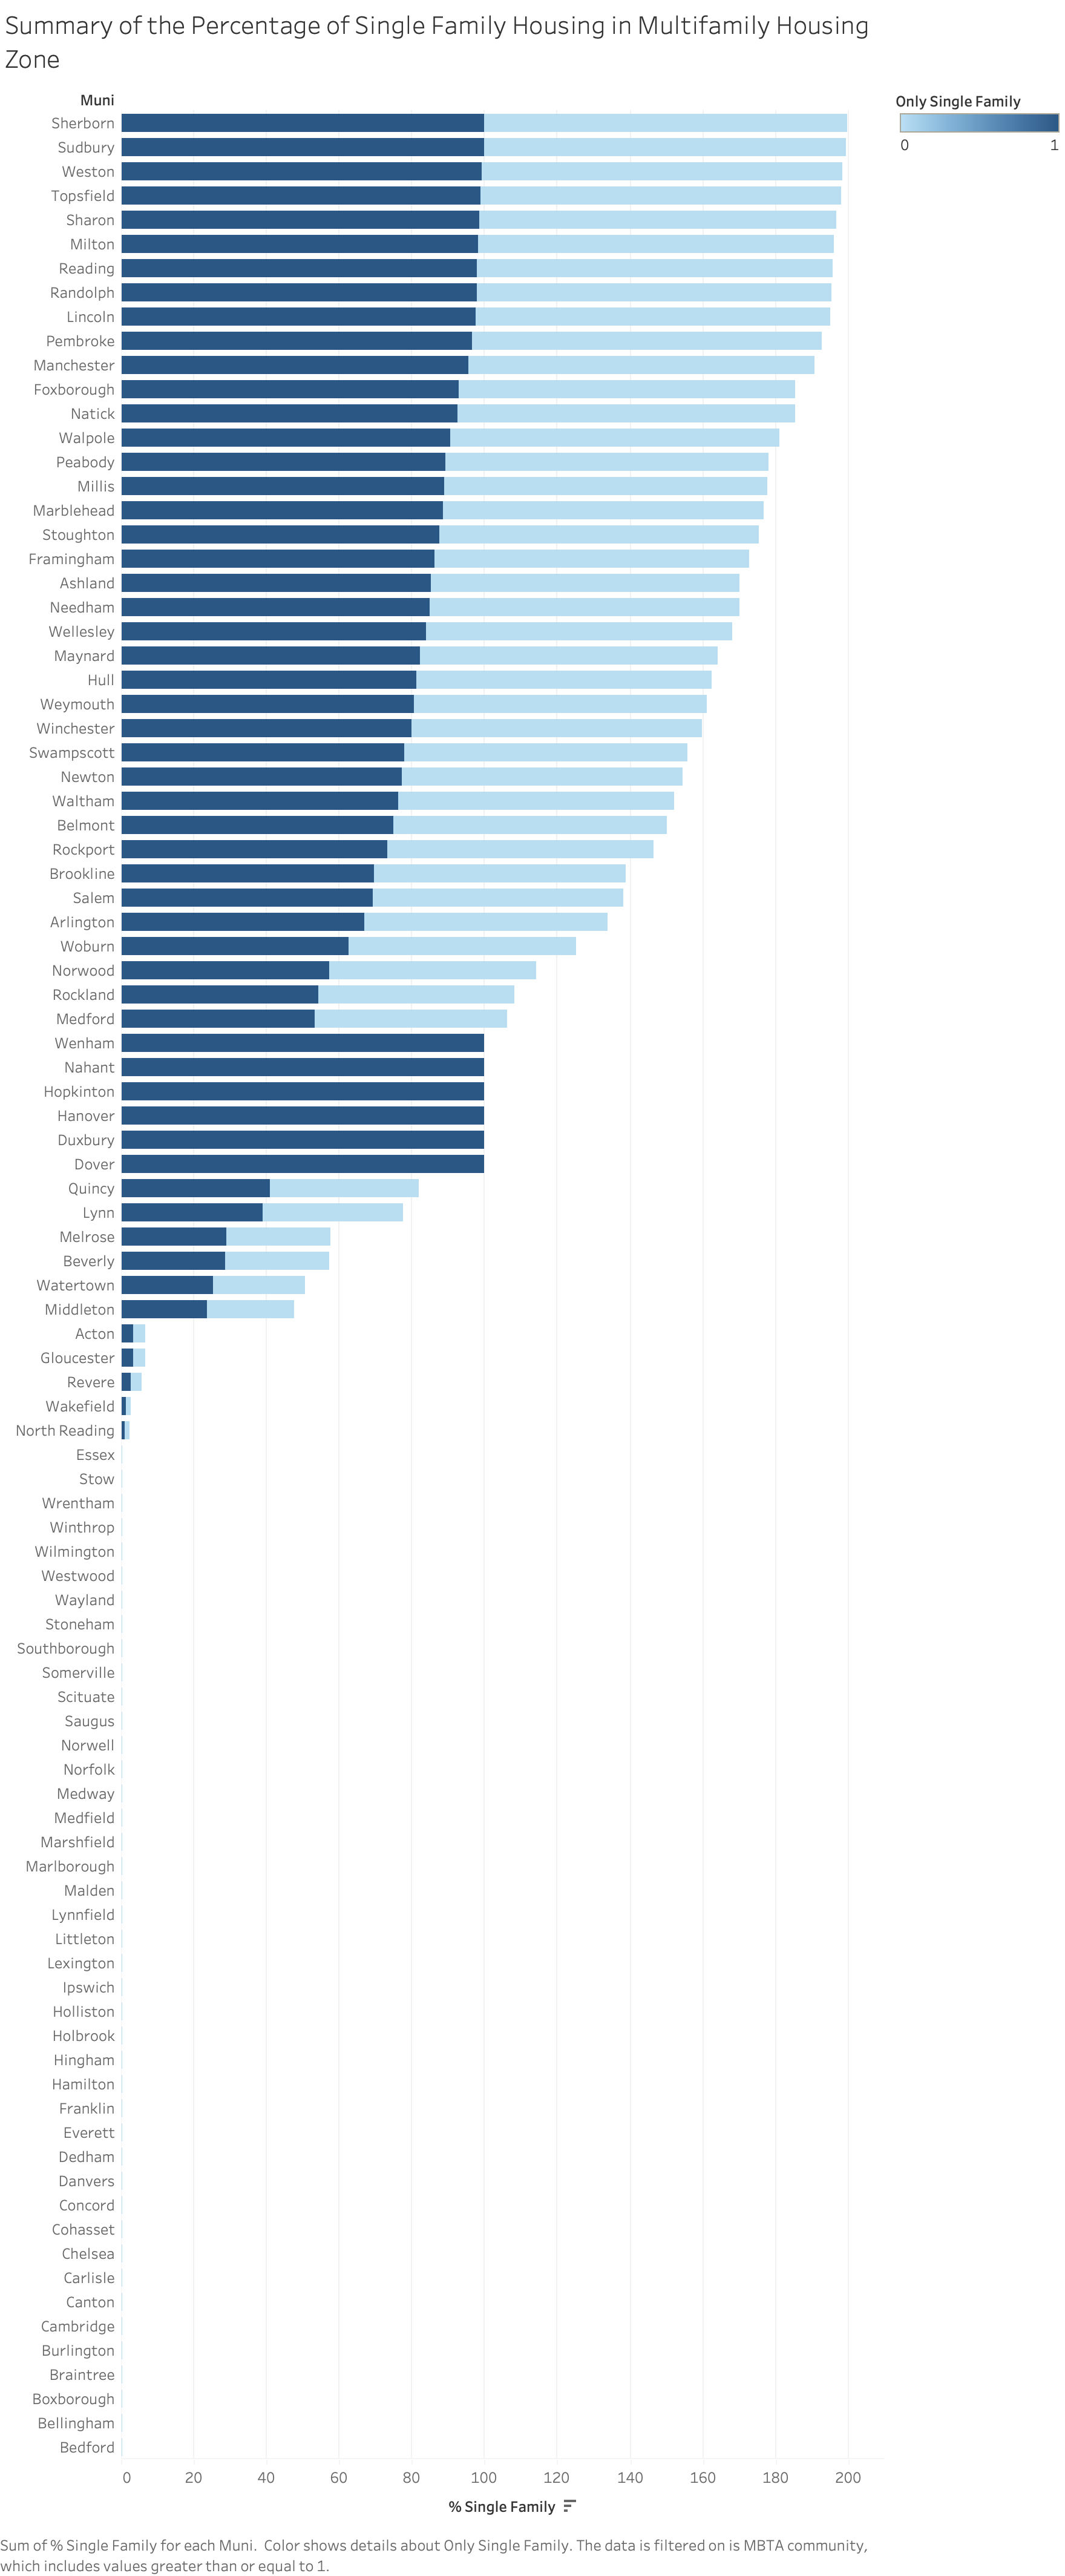 Summary of the Percentage of Single Family Housing in Multifamily Housing
Zone
Muni
Only Single Family
0 1
Sherborn
Sudbury
Weston
Topsfield
Sharon
Milton
Reading
Randolph
Lincoln
Pembroke
Manchester
Foxborough
Natick
Walpole
Peabody
Millis
Marblehead
Stoughton
Framingham
Ashland
Needham
Wellesley
Maynard
Hull
Weymouth
Winchester
Swampscott
Newton
Waltham
Belmont
Rockport
Brookline
Salem
Arlington
Woburn
Norwood
Rockland
Medford
Wenham
Nahant
Hopkinton
Hanover
Duxbury
Dover
Quincy
Lynn
Melrose
Beverly
Watertown
Middleton
Acton
Gloucester
Revere
Wakefield
North Reading
Essex
Stow
Wrentham
Winthrop
Wilmington
Westwood
Wayland
Stoneham
Southborough
Somerville
Scituate
Saugus
Norwell
Norfolk
Medway
Medfield
Marshfield
Marlborough
Malden
Lynnfield
Littleton
Lexington
Ipswich
Holliston
Holbrook
Hingham
Hamilton
Franklin
Everett
Dedham
Danvers
Concord
Cohasset
Chelsea
Carlisle
Canton
Cambridge
Burlington
Braintree
Boxborough
Bellingham
Bedford
0 20 40 60 80 100 120 140 160 180 200
% Single Family
Sum of % Single Family for each Muni. Color shows details about Only Single Family. The data is filtered on is MBTA community,
which includes values greater than or equal to 1.